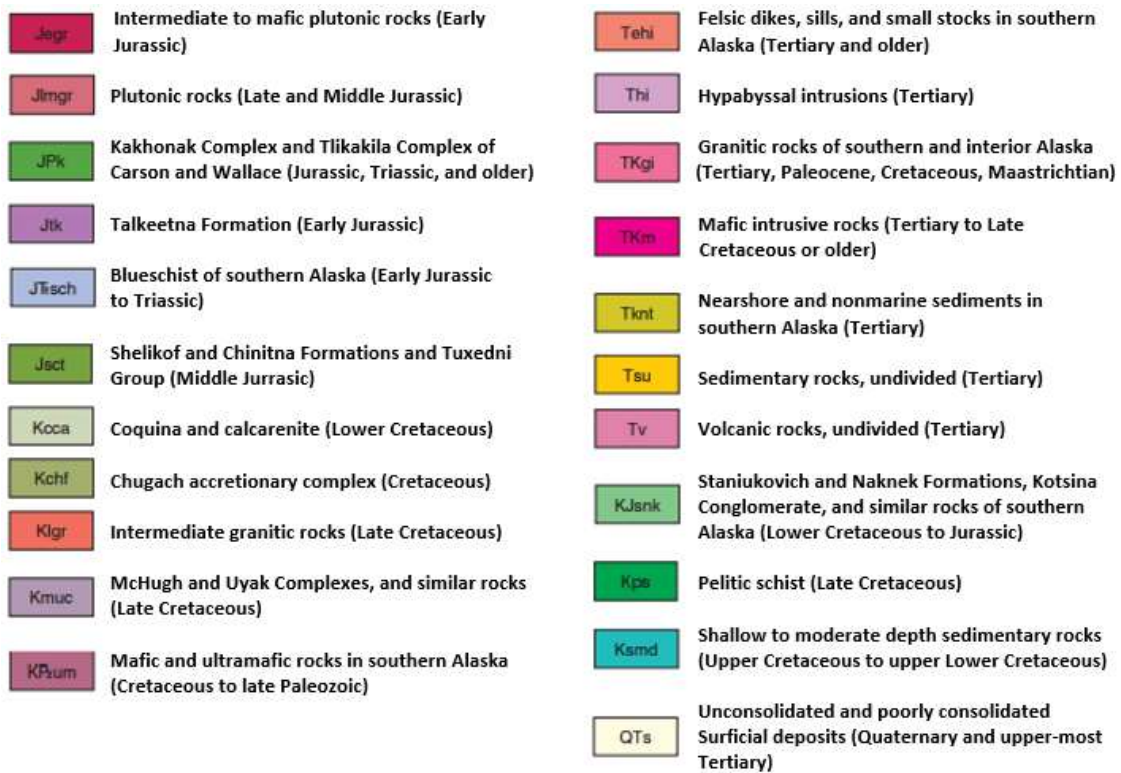 Jegr
Intermediate to mafic plutonic rocks (Early
Jurassic)
Jlmgr
Plutonic rocks (Late and Middle Jurassic)
JPk
Kakhonak Complex and Tlikakila Complex of
Carson and Wallace (Jurassic, Triassic, and older)
Jtk
Talkeetna Formation (Early Jurassic)
JTrsch
Blueschist of southern Alaska (Early Jurassic
to Triassic)
Jsct
Shelikof and Chinitna Formations and Tuxedni
Group (Middle Jurrasic)
Kcca
Coquina and calcarenite (Lower Cretaceous)
Kchf
Chugach accretionary complex (Cretaceous)
Klgr
Intermediate granitic rocks (Late Cretaceous)
Kmuc
McHugh and Uyak Complexes, and similar rocks
(Late Cretaceous)
KPzum
Mafic and ultramafic rocks in southern Alaska
(Cretaceous to late Paleozoic)
Tehi
Felsic dikes, sills, and small stocks in southern
Alaska (Tertiary and older)
Thi
Hypabyssal intrusions (Tertiary)
TKgi
Granitic rocks of southern and interior Alaska
(Tertiary, Paleocene, Cretaceous, Maastrichtian)
TKm
Mafic intrusive rocks (Tertiary to Late
Cretaceous or older)
Tknt
Nearshore and nonmarine sediments in
southern Alaska (Tertiary)
Tsu
Sedimentary rocks, undivided (Tertiary)
Tv
Volcanic rocks, undivided (Tertiary)
KJsnk
Staniukovich and Naknek Formations, Kotsina
Conglomerate, and similar rocks of southern
Alaska (Lower Cretaceous to Jurassic)
Kps
Pelitic schist (Late Cretaceous)
Ksmd
Shallow to moderate depth sedimentary rocks
(Upper Cretaceous to upper Lower Cretaceous)
QTs
Unconsolidated and poorly consolidated
Surficial deposits (Quaternary and upper-most
Tertiary)